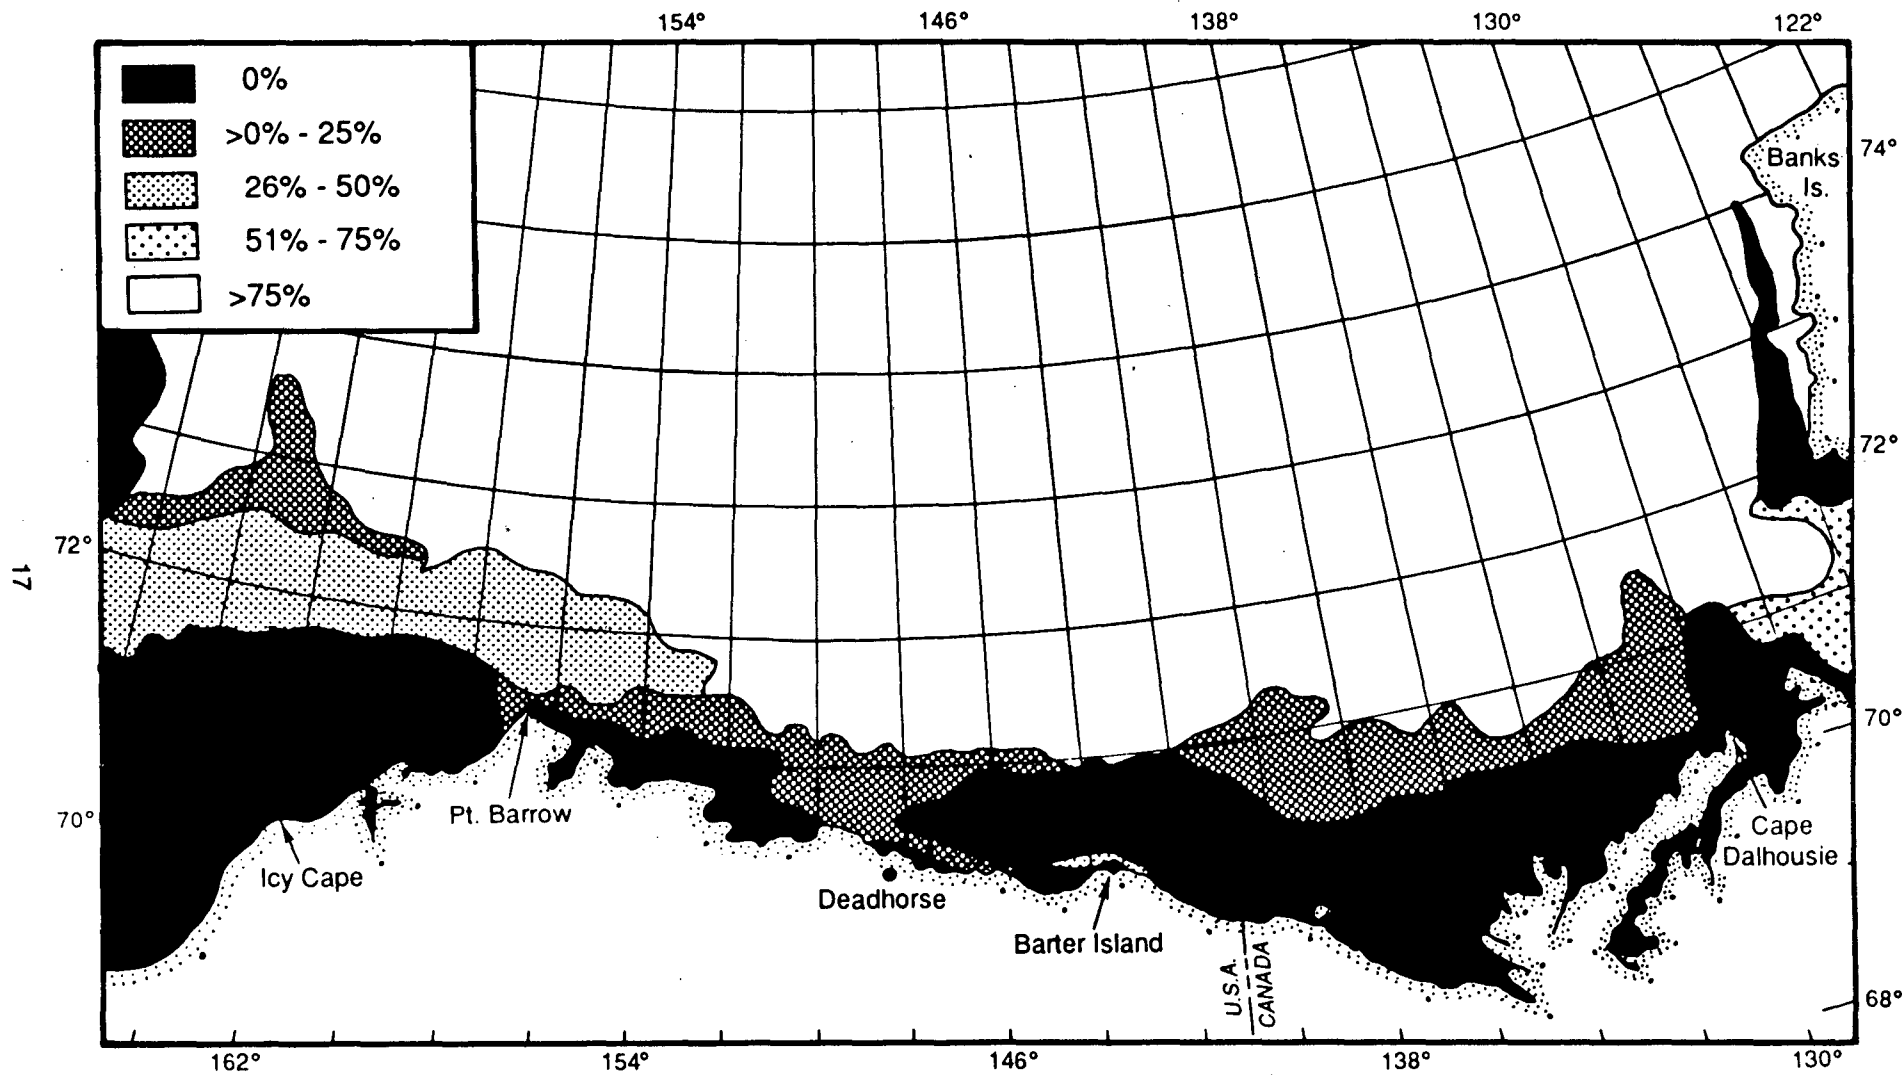 154° 146° 138° 130° 122°
0%
>0% - 25%
26% - 50%
51% - 75%
>75%
Banks
Is.
74°
72°
72°
17
70°
70°
Pt. Barrow
Icy Cape
Cape
Dalhousie
Deadhorse
Barter Island
U.S.A.
CANADA
68°
162° 154° 146° 138° 130°